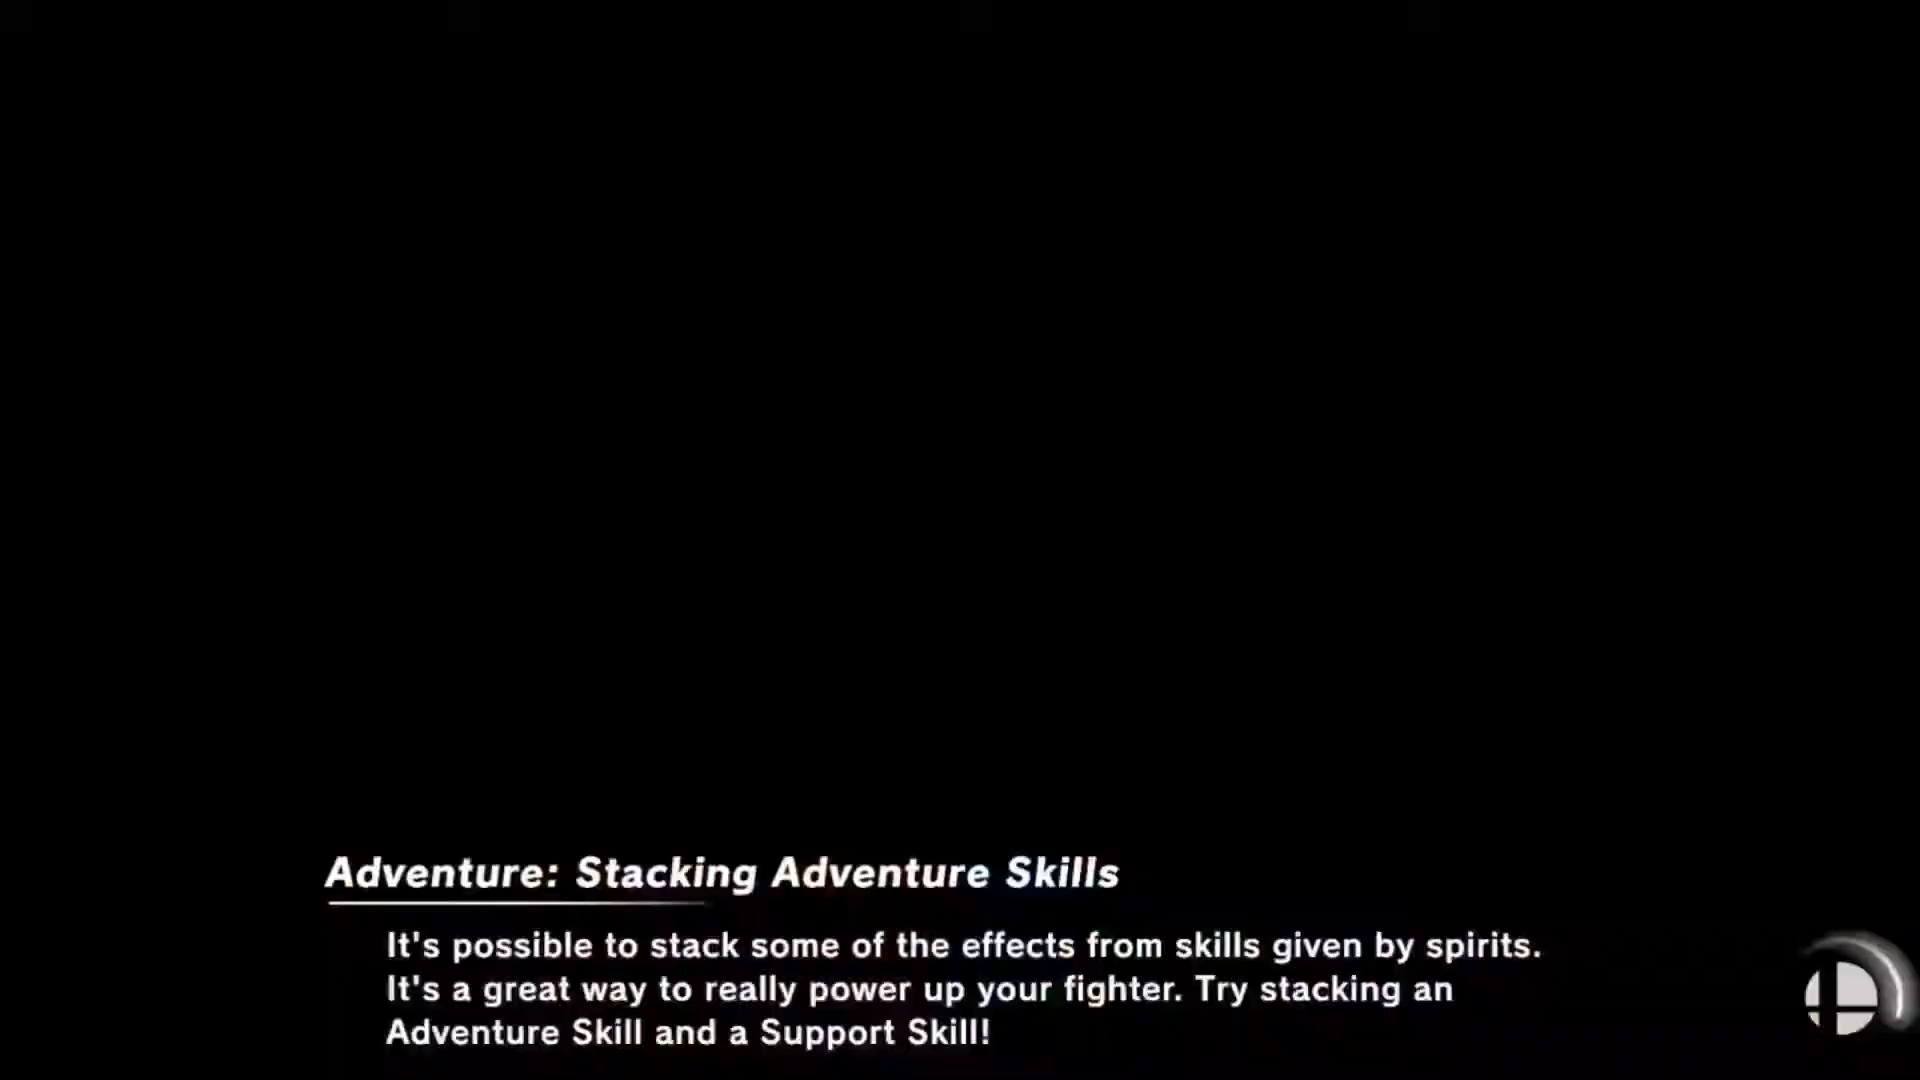 Adventure: Stacking Adventure Skills
It's possible to stack some of the effects from skills given by spirits.
It's a great way to really power up your fighter. Try stacking an
Adventure Skill and a Support Skill!